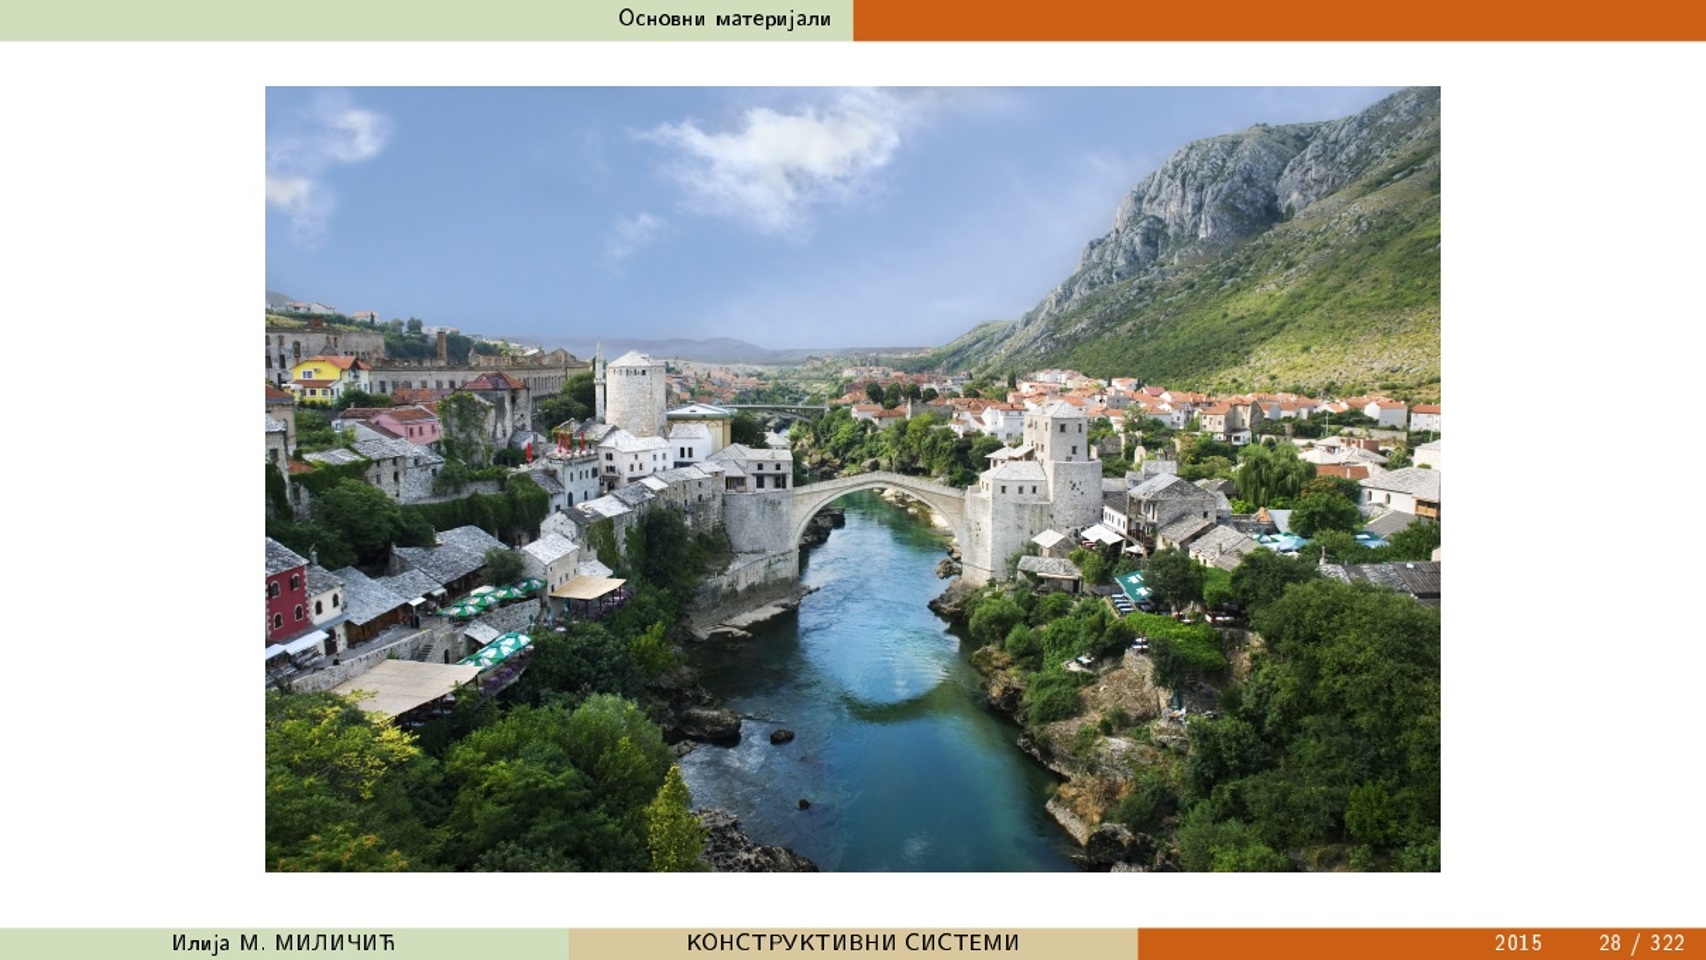 Основни материјали
Илија М. МИЛИЧИЋ
КОНСТРУКТИВНИ СИСТЕМИ
2015
28 / 322